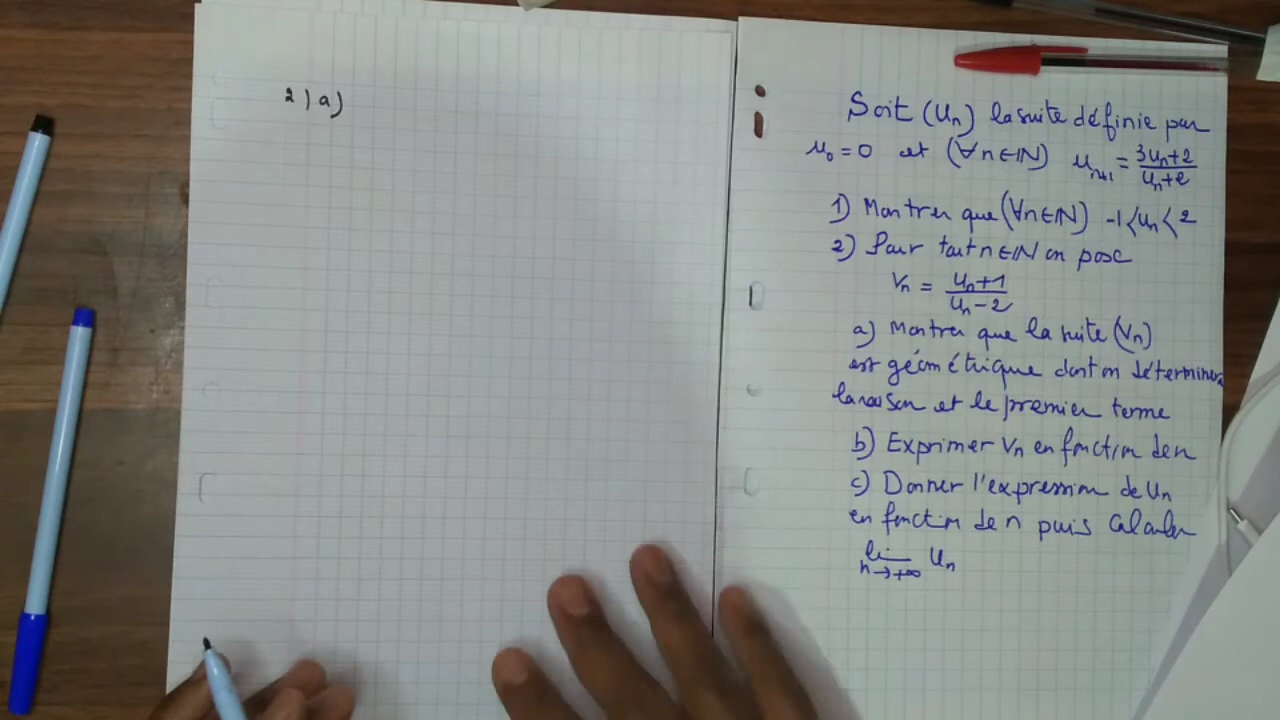 2) a)
Soit (Un) la suite définie par
u₀ = 0 et (∀n∈ℕ) uₙ₊₁ = (3uₙ+2)/(uₙ+2)
1) Montrer que (∀n∈ℕ) -1<uₙ<2
2) Pour tout n∈ℕ on pose
Vₙ = (uₙ+1)/(uₙ-2)
a) Montrer que la suite (Vₙ)
est géométrique dont on déterminera
la raison et le premier terme
b) Exprimer Vₙ en fonction de n
c) Donner l'expression de Uₙ
en fonction de n puis calculer
lim n→+∞ Uₙ